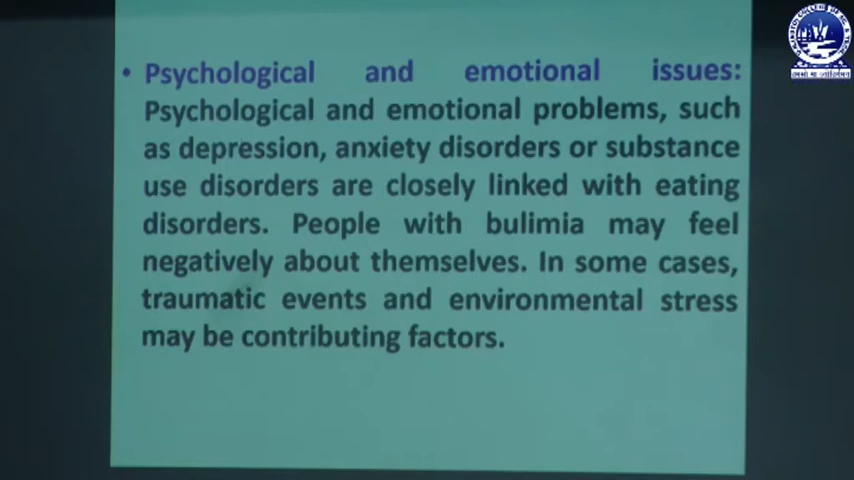 • Psychological and emotional issues:
Psychological and emotional problems, such
as depression, anxiety disorders or substance
use disorders are closely linked with eating
disorders. People with bulimia may feel
negatively about themselves. In some cases,
traumatic events and environmental stress
may be contributing factors.
तमसो मा ज्योतिर्गमय